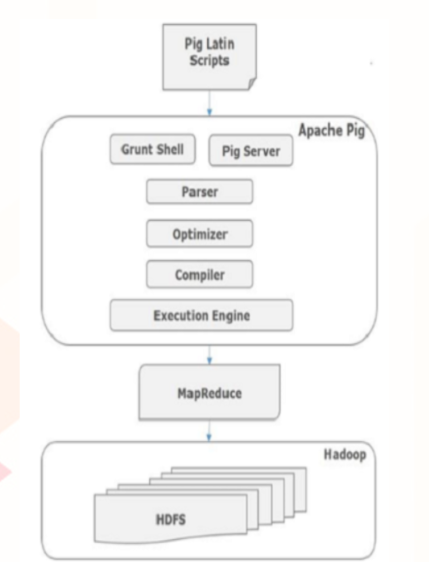 Pig Latin
Scripts
Apache Pig
Grunt Shell
Pig Server
Parser
Optimizer
Compiler
Execution Engine
MapReduce
Hadoop
HDFS